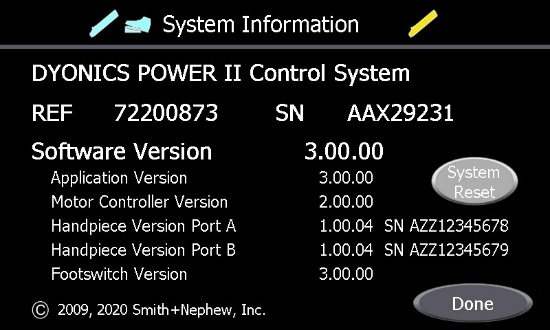 System Information
DYONICS POWER II Control System
REF 72200873 SN AAX29231
Software Version 3.00.00
Application Version 3.00.00
Motor Controller Version 2.00.00
Handpiece Version Port A 1.00.04 SN AZZ12345678
Handpiece Version Port B 1.00.04 SN AZZ12345679
Footswitch Version 3.00.00
System
Reset
© 2009, 2020 Smith+Nephew, Inc.
Done